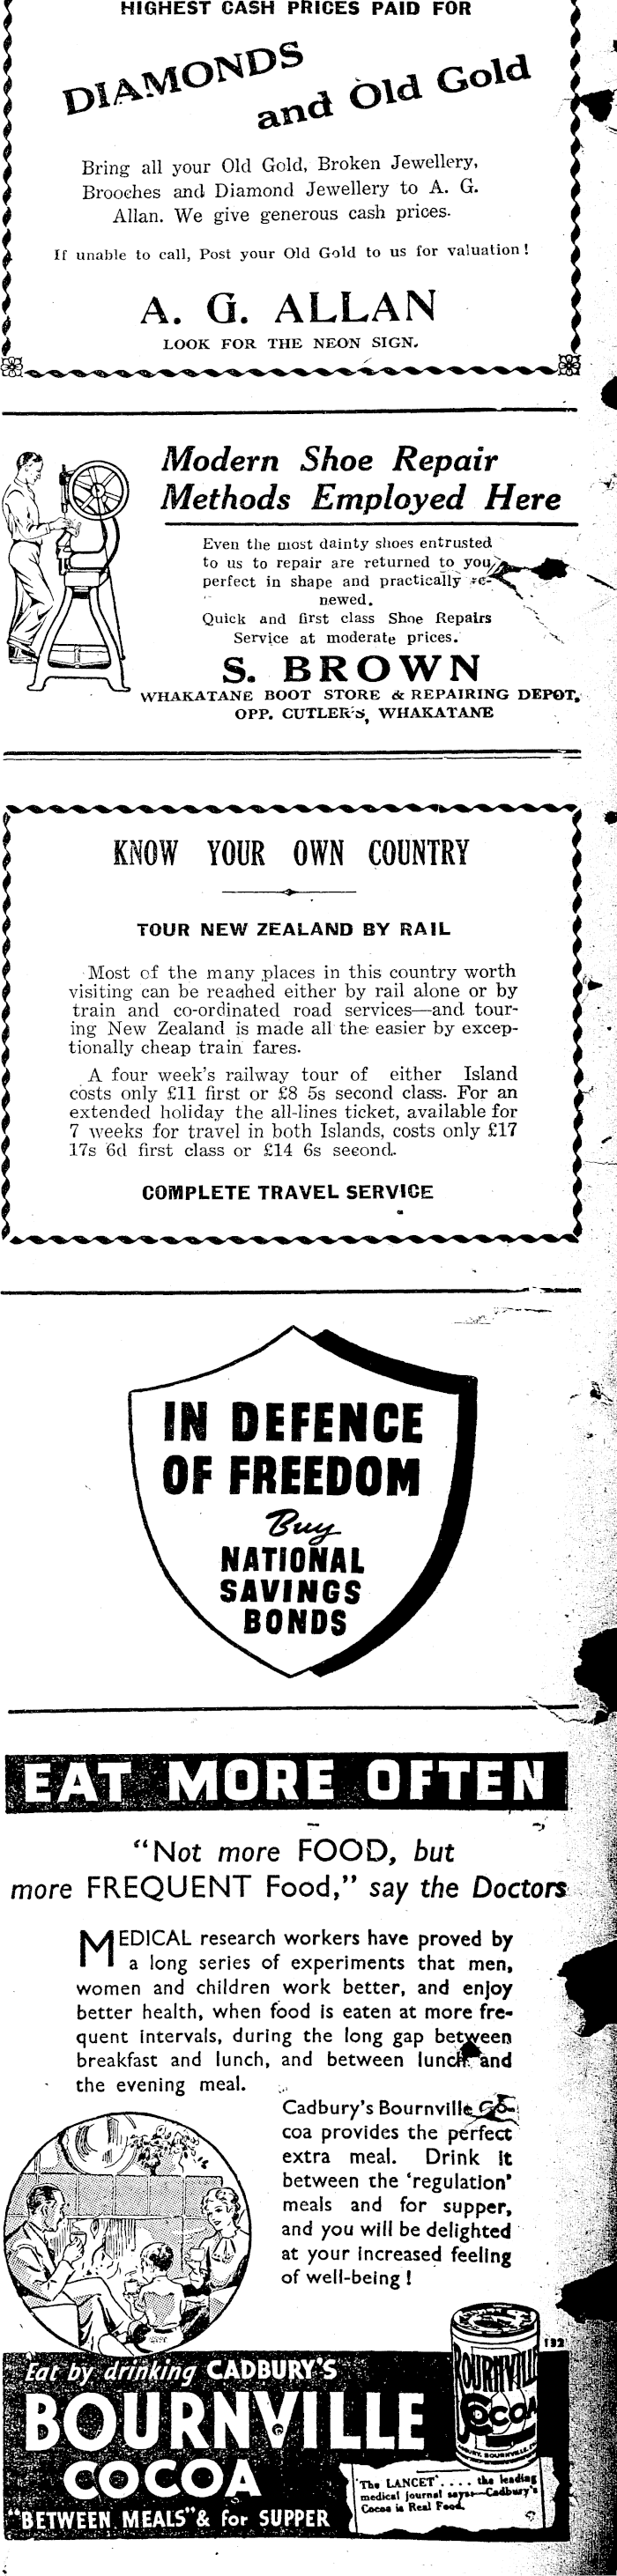 HIGHEST CASH PRICES PAID FOR
DIAMONDS
and Old Gold
Bring all your Old Gold, Broken Jewellery,
Brooches and Diamond Jewellery to A. G.
Allan. We give generous cash prices.
If unable to call, Post your Old Gold to us for valuation!
A. G. ALLAN
LOOK FOR THE NEON SIGN.
Modern Shoe Repair
Methods Employed Here
Even the most dainty shoes entrusted
to us to repair are returned to you
perfect in shape and practically re-
newed.
Quick and first class Shoe Repairs
Service at moderate prices.
S. BROWN
WHAKATANE BOOT STORE & REPAIRING DEPOT,
OPP. CUTLER'S, WHAKATANE
KNOW YOUR OWN COUNTRY
TOUR NEW ZEALAND BY RAIL
Most of the many places in this country worth
visiting can be reached either by rail alone or by
train and co-ordinated road services—and tour-
ing New Zealand is made all the easier by excep-
tionally cheap train fares.
A four week's railway tour of either Island
costs only £11 first or £8 5s second class. For an
extended holiday the all-lines ticket, available for
7 weeks for travel in both Islands, costs only £17
17s 6d first class or £14 6s second.
COMPLETE TRAVEL SERVICE
IN DEFENCE
OF FREEDOM
Buy
NATIONAL
SAVINGS
BONDS
EAT MORE OFTEN
"Not more FOOD, but
more FREQUENT Food," say the Doctors
MEDICAL research workers have proved by
a long series of experiments that men,
women and children work better, and enjoy
better health, when food is eaten at more fre-
quent intervals, during the long gap between
breakfast and lunch, and between lunch and
the evening meal.
Cadbury's Bournville Co-
coa provides the perfect
extra meal. Drink it
between the 'regulation'
meals and for supper,
and you will be delighted
at your increased feeling
of well-being!
132
BOURNVILLE
COCOA
Eat by drinking CADBURY'S
BOURNVILLE
COCOA
"BETWEEN MEALS" & for SUPPER
'The LANCET'.... the leading
medical journal says—Cadbury's
Cocoa is Real Food.